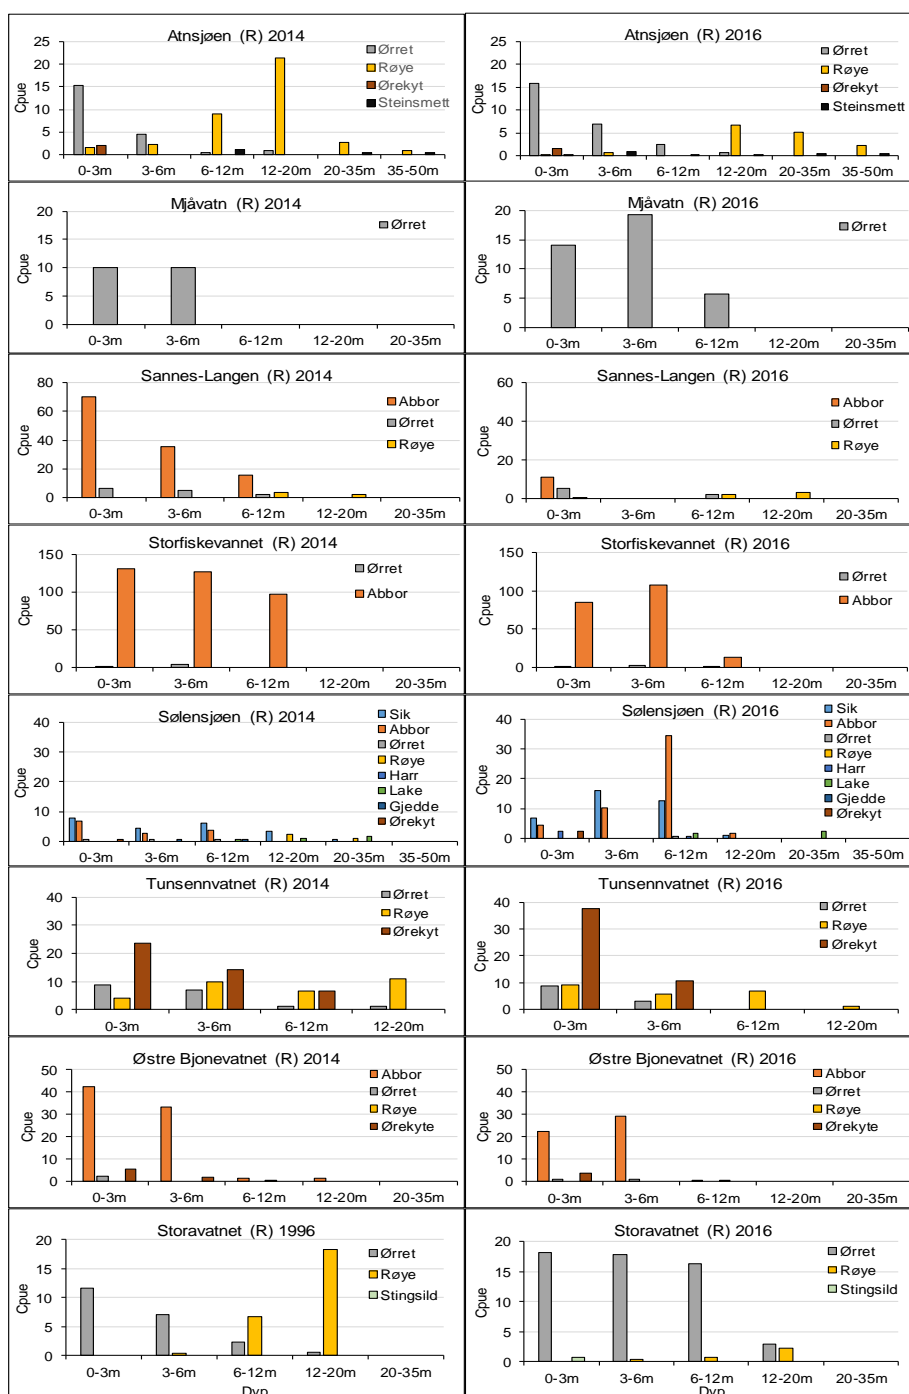 Atnsjøen (R) 2014
25
20
15
10
5
0
Cpue
Ørret
Røye
Ørekyt
Steinsmett
0-3m 3-6m 6-12m 12-20m 20-35m 35-50m
Atnsjøen (R) 2016
25
20
15
10
5
0
Cpue
Ørret
Røye
Ørekyt
Steinsmett
0-3m 3-6m 6-12m 12-20m 20-35m 35-50m
Mjåvatn (R) 2014
20
15
10
5
0
Cpue
Ørret
0-3m 3-6m 6-12m 12-20m 20-35m
Mjåvatn (R) 2016
20
15
10
5
0
Cpue
Ørret
0-3m 3-6m 6-12m 12-20m 20-35m
Sannes-Langen (R) 2014
80
60
40
20
0
Cpue
Abbor
Ørret
Røye
0-3m 3-6m 6-12m 12-20m 20-35m
Sannes-Langen (R) 2016
60
40
20
0
Cpue
Abbor
Ørret
Røye
0-3m 3-6m 6-12m 12-20m 20-35m
Storfiskevannet (R) 2014
150
100
50
0
Cpue
Ørret
Abbor
0-3m 3-6m 6-12m 12-20m 20-35m
Storfiskevannet (R) 2016
150
100
50
0
Cpue
Ørret
Abbor
0-3m 3-6m 6-12m 12-20m 20-35m
Sølensjøen (R) 2014
40
30
20
10
0
Cpue
Sik
Abbor
Ørret
Røye
Harr
Lake
Gjedde
Ørekyt
0-3m 3-6m 6-12m 12-20m 20-35m 35-50m
Sølensjøen (R) 2016
40
30
20
10
0
Cpue
Sik
Abbor
Ørret
Røye
Harr
Lake
Gjedde
Ørekyt
0-3m 3-6m 6-12m 12-20m 20-35m 35-50m
Tunsennvatnet (R) 2014
40
30
20
10
0
Cpue
Ørret
Røye
Ørekyt
0-3m 3-6m 6-12m 12-20m
Tunsennvatnet (R) 2016
40
30
20
10
0
Cpue
Ørret
Røye
Ørekyt
0-3m 3-6m 6-12m 12-20m
Østre Bjonevatnet (R) 2014
50
40
30
20
10
0
Cpue
Abbor
Ørret
Røye
Ørekyte
0-3m 3-6m 6-12m 12-20m 20-35m
Østre Bjonevatnet (R) 2016
50
40
30
20
10
0
Cpue
Abbor
Ørret
Røye
Ørekyte
0-3m 3-6m 6-12m 12-20m 20-35m
Storavatnet (R) 1996
20
15
10
5
0
Cpue
Ørret
Røye
Stingsild
0-3m 3-6m 6-12m 12-20m 20-35m
Dyp
Storavatnet (R) 2016
20
15
10
5
0
Cpue
Ørret
Røye
Stingsild
0-3m 3-6m 6-12m 12-20m 20-35m
Dyp